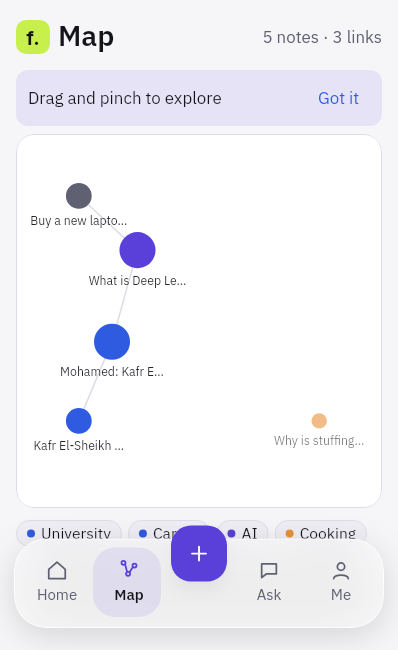 f. Map 5 notes · 3 links
Drag and pinch to explore Got it
Buy a new lapto...
What is Deep Le...
Mohamed: Kafr E...
Kafr El-Sheikh ...
Why is stuffing...
University AI Cooking
Home Map + Ask Me